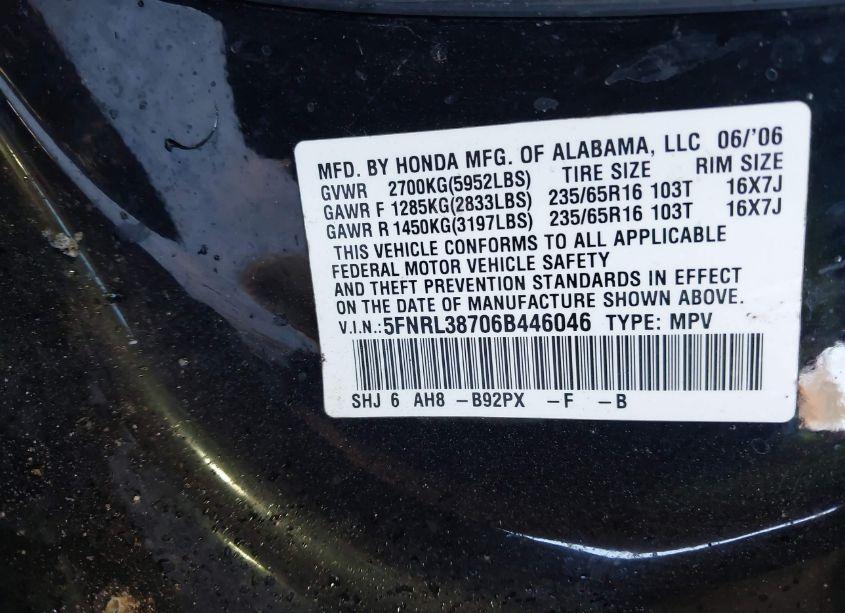 MFD. BY HONDA MFG. OF ALABAMA, LLC 06/'06
GVWR 2700KG(5952LBS) TIRE SIZE RIM SIZE
GAWR F 1285KG(2833LBS) 235/65R16 103T 16X7J
GAWR R 1450KG(3197LBS) 235/65R16 103T 16X7J
THIS VEHICLE CONFORMS TO ALL APPLICABLE
FEDERAL MOTOR VEHICLE SAFETY
AND THEFT PREVENTION STANDARDS IN EFFECT
ON THE DATE OF MANUFACTURE SHOWN ABOVE.
V.I.N.:5FNRL38706B446046 TYPE: MPV
SHJ 6 AH8 -B92PX -F -B